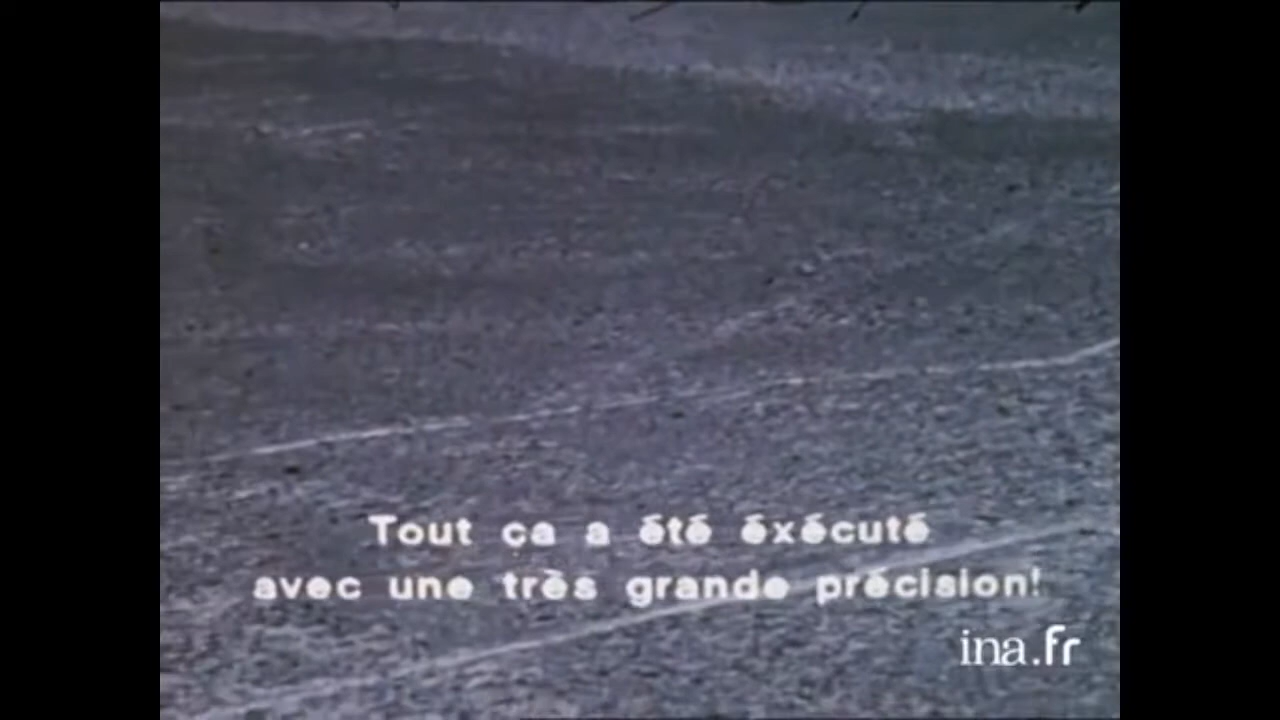 Tout ça a été éxécuté
avec une très grande précision!
ina.fr